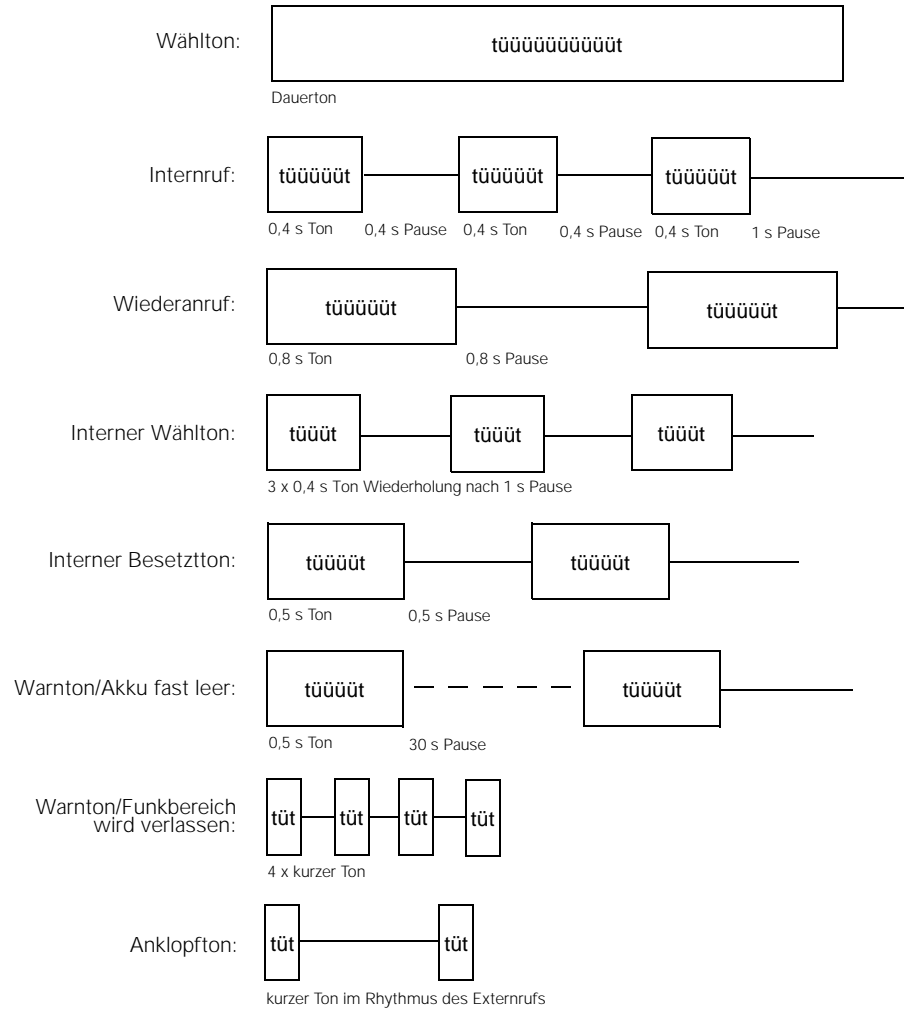 Wählton:
tüüüüüüüüüüt
Dauerton
Internruf:
tüüüüüt tüüüüüt tüüüüüt
0,4 s Ton 0,4 s Pause 0,4 s Ton 0,4 s Pause 0,4 s Ton 1 s Pause
Wiederanruf:
tüüüüüt tüüüüüt
0,8 s Ton 0,8 s Pause
Interner Wählton:
tüüüt tüüüt tüüüt
3 x 0,4 s Ton Wiederholung nach 1 s Pause
Interner Besetztton:
tüüüüt tüüüüt
0,5 s Ton 0,5 s Pause
Warnton/Akku fast leer:
tüüüüt tüüüüt
0,5 s Ton 30 s Pause
Warnton/Funkbereich
wird verlassen:
tüt tüt tüt tüt
4 x kurzer Ton
Anklopfton:
tüt tüt
kurzer Ton im Rhythmus des Externrufs